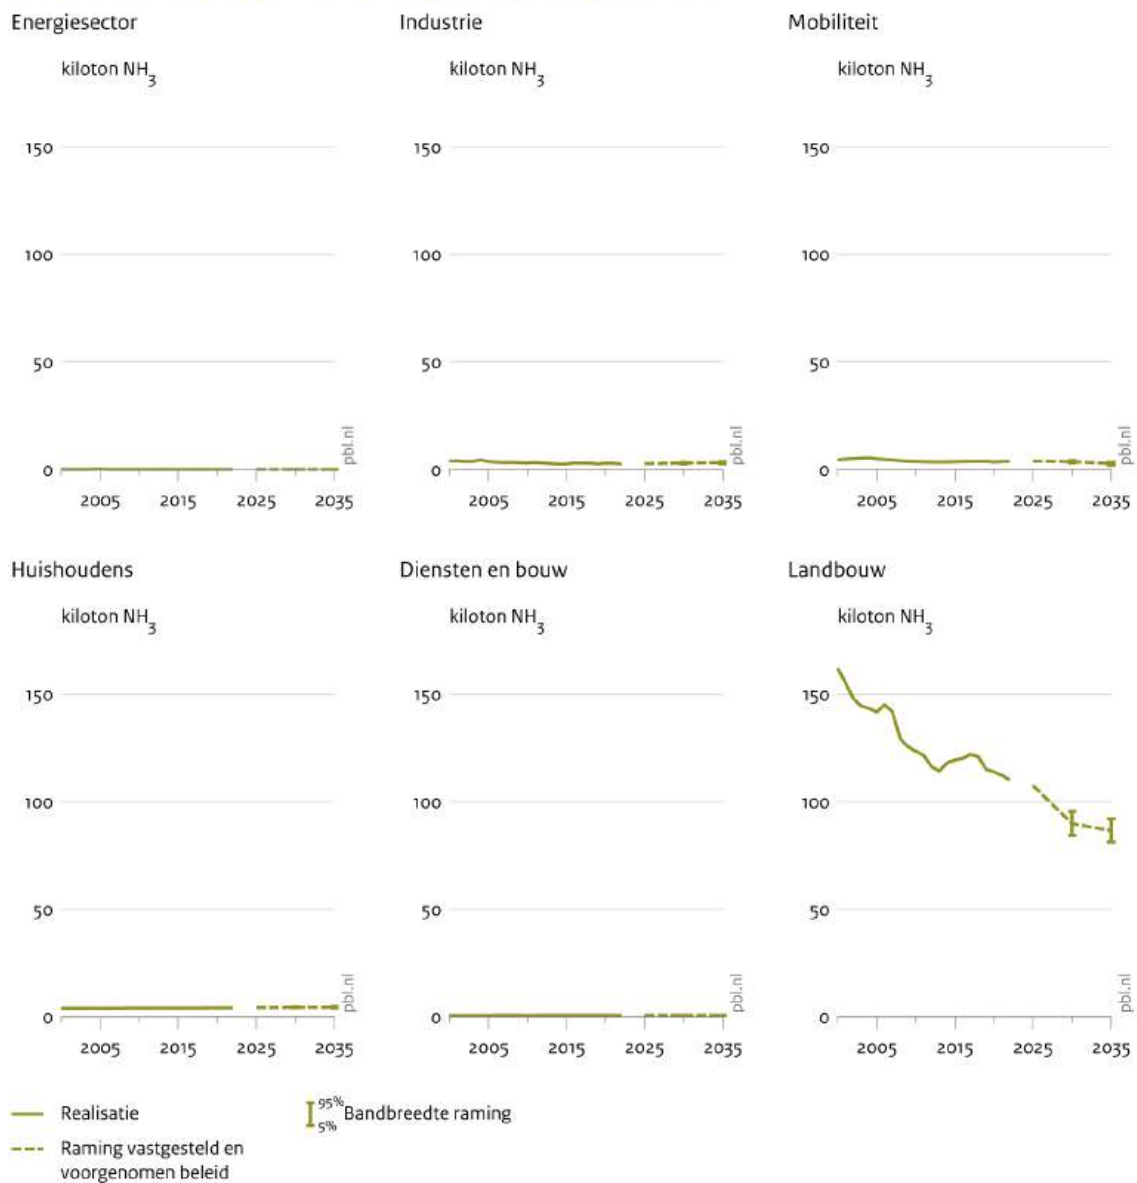 Energiesector
kiloton NH3
150
100
50
0
2005 2015 2025 2035
pbl.nl
Industrie
kiloton NH3
150
100
50
0
2005 2015 2025 2035
pbl.nl
Mobiliteit
kiloton NH3
150
100
50
0
2005 2015 2025 2035
pbl.nl
Huishoudens
kiloton NH3
150
100
50
0
2005 2015 2025 2035
pbl.nl
Diensten en bouw
kiloton NH3
150
100
50
0
2005 2015 2025 2035
pbl.nl
Landbouw
kiloton NH3
150
100
50
0
2005 2015 2025 2035
pbl.nl
Realisatie
Raming vastgesteld en
voorgenomen beleid
95%
5%
Bandbreedte raming